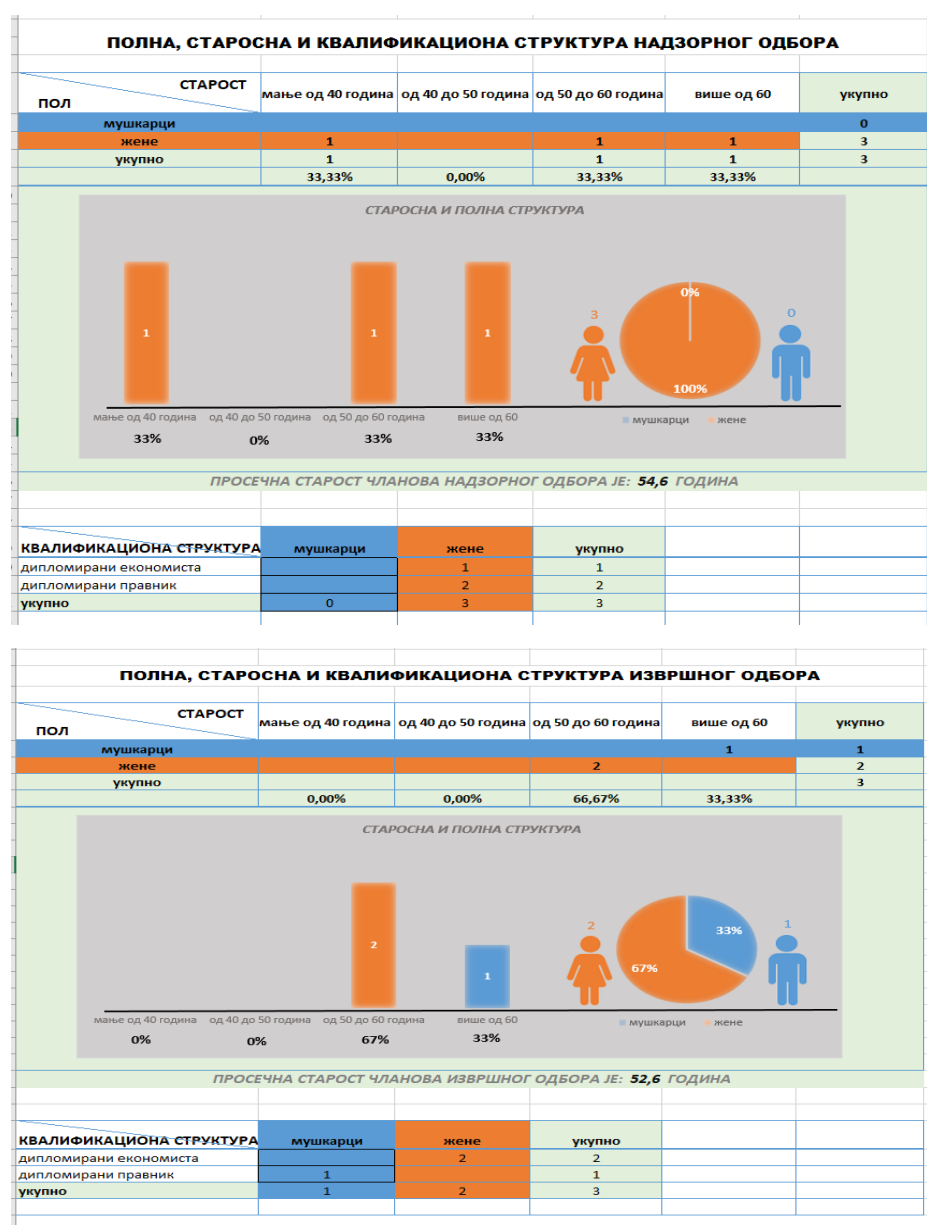 ПОЛНА, СТАРОСНА И КВАЛИФИКАЦИОНА СТРУКТУРА НАДЗОРНОГ ОДБОРА
СТАРОСТ
ПОЛ
мање од 40 година од 40 до 50 година од 50 до 60 година више од 60 укупно
мушкарци 0
жене 1 1 1 3
укупно 1 1 1 3
33,33% 0,00% 33,33% 33,33%
СТАРОСНА И ПОЛНА СТРУКТУРА
0%
3 0
1 1 1
100%
мање од 40 година од 40 до 50 година од 50 до 60 година више од 60
мушкарци жене
33% 0% 33% 33%
ПРОСЕЧНА СТАРОСТ ЧЛАНОВА НАДЗОРНОГ ОДБОРА ЈЕ: 54,6 ГОДИНА
КВАЛИФИКАЦИОНА СТРУКТУРА мушкарци жене укупно
дипломирани економиста 1 1
дипломирани правник 2 2
укупно 0 3 3
ПОЛНА, СТАРОСНА И КВАЛИФИКАЦИОНА СТРУКТУРА ИЗВРШНОГ ОДБОРА
СТАРОСТ
ПОЛ
мање од 40 година од 40 до 50 година од 50 до 60 година више од 60 укупно
мушкарци 1 1
жене 2 2
укупно 3
0,00% 0,00% 66,67% 33,33%
СТАРОСНА И ПОЛНА СТРУКТУРА
2 1
33%
2
67%
1
мање од 40 година од 40 до 50 година од 50 до 60 година више од 60
мушкарци жене
0% 0% 67% 33%
ПРОСЕЧНА СТАРОСТ ЧЛАНОВА ИЗВРШНОГ ОДБОРА ЈЕ: 52,6 ГОДИНА
КВАЛИФИКАЦИОНА СТРУКТУРА мушкарци жене укупно
дипломирани економиста 2 2
дипломирани правник 1 1
укупно 1 2 3